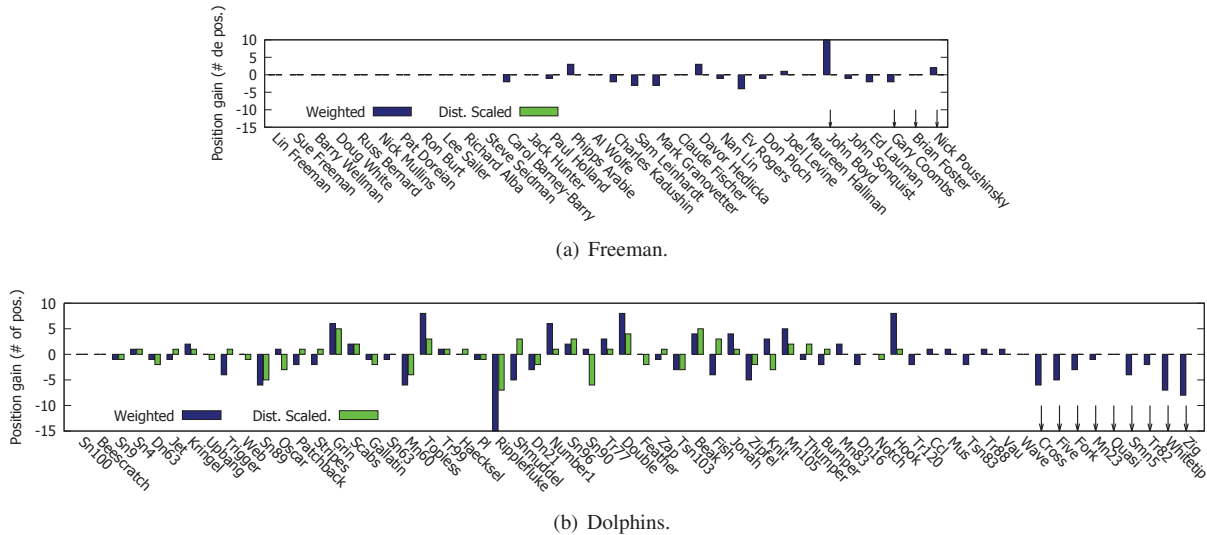 Position gain (# de pos.)
10
5
0
-5
-10
-15
Weighted
Dist. Scaled
Lin Freeman
Sue Freeman
Barry Wellman
Doug White
Russ Bernard
Nick Mullins
Pat Doreian
Ron Burt
Lee Sailer
Richard Alba
Steve Seidman
Carol Barney-Barry
Jack Hunter
Paul Holland
Phipps Arabie
Al Wolfe
Charles Kadushin
Sam Leinhardt
Mark Granovetter
Claude Fischer
Davor Hedlicka
Nan Lin
Ev Rogers
Don Ploch
Joel Levine
Maureen Hallinan
John Boyd
John Sonquist
Ed Lauman
Gary Coombs
Brian Foster
Nick Poushinsky
(a) Freeman.
Position gain (# of pos.)
10
5
0
-5
-10
-15
Weighted
Dist. Scaled.
Sn100
Beescratch
Sn9
Sn4
Dn63
Jet
Kringel
Upbang
Trigger
Web
Sn89
Oscar
Patchback
Stripes
Grin
Scabs
Gallatin
Sn63
Mn60
Topless
Tr99
Haecksel
Pl
Ripplefluke
Shmuddel
Dn21
Number1
Sn96
Sn90
Tr77
Double
Feather
Zap
Tsn103
Beak
Fish
Jonah
Zipfel
Knit
Mn105
Thumper
Bumper
Mn83
Dn16
Notch
Hook
Tr120
Ccl
Mus
Tsn83
Tr88
Vau
Wave
Cross
Five
Fork
Mn23
Quasi
Smn5
Tr82
Whitetip
Zig
(b) Dolphins.